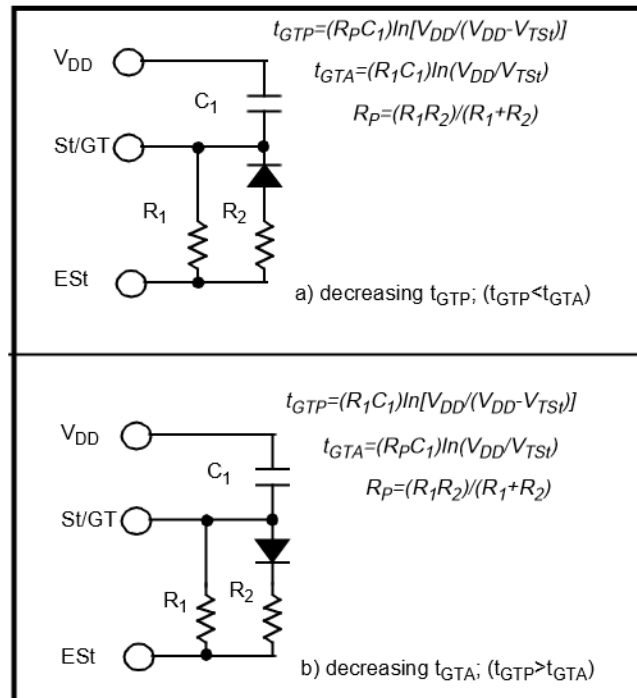 t_GTP=(R_PC_1)ln[V_DD/(V_DD-V_TSt)]
V_DD
t_GTA=(R_1C_1)ln(V_DD/V_TSt)
C_1
R_P=(R_1R_2)/(R_1+R_2)
St/GT
R_1
R_2
ESt
a) decreasing t_GTP; (t_GTP<t_GTA)
t_GTP=(R_1C_1)ln[V_DD/(V_DD-V_TSt)]
V_DD
t_GTA=(R_PC_1)ln(V_DD/V_TSt)
C_1
R_P=(R_1R_2)/(R_1+R_2)
St/GT
R_1
R_2
ESt
b) decreasing t_GTA; (t_GTP>t_GTA)